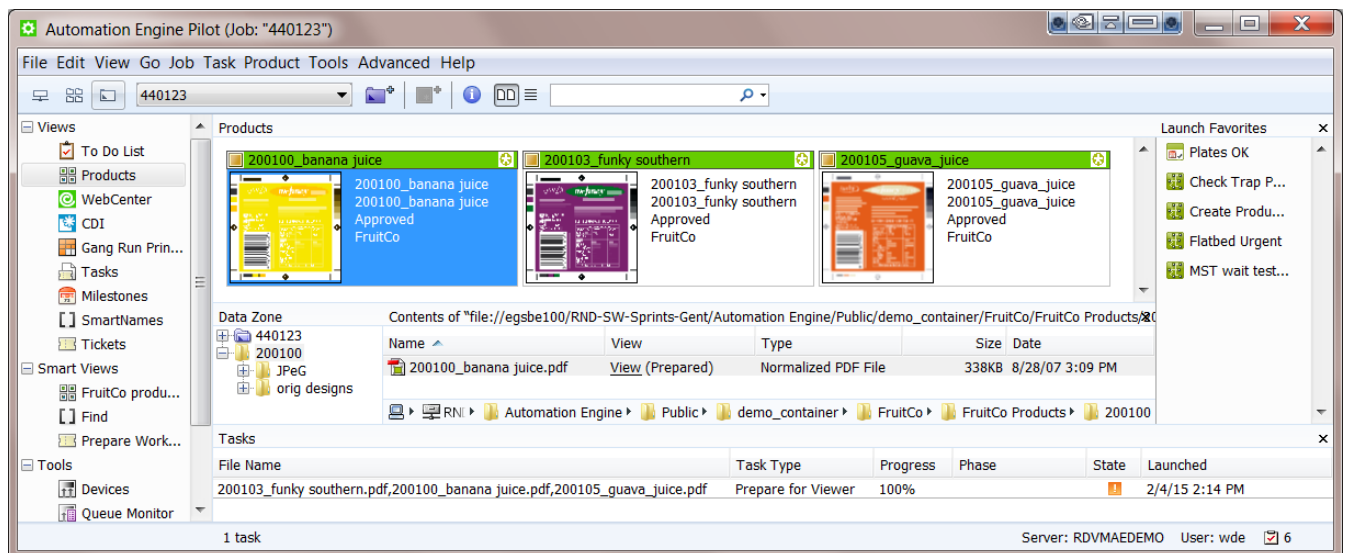 Automation Engine Pilot (Job: "440123")
File Edit View Go Job Task Product Tools Advanced Help
440123
Views
To Do List
Products
WebCenter
CDI
Gang Run Prin...
Tasks
Milestones
SmartNames
Tickets
Smart Views
FruitCo produ...
Find
Prepare Work...
Tools
Devices
Queue Monitor
Products
200100_banana juice
200100_banana juice
200100_banana juice
Approved
FruitCo
200103_funky southern
200103_funky southern
200103_funky southern
Approved
FruitCo
200105_guava_juice
200105_guava_juice
200105_guava_juice
Approved
FruitCo
Data Zone
440123
200100
JPeG
orig designs
Contents of "file://egsbe100/RND-SW-Sprints-Gent/Automation Engine/Public/demo_container/FruitCo/FruitCo Products/
Name View Type Size Date
200100_banana juice.pdf View (Prepared) Normalized PDF File 338KB 8/28/07 3:09 PM
Automation Engine Public demo_container FruitCo FruitCo Products 200100
Launch Favorites
Plates OK
Check Trap P...
Create Produ...
Flatbed Urgent
MST wait test...
Tasks
File Name Task Type Progress Phase State Launched
200103_funky southern.pdf,200100_banana juice.pdf,200105_guava_juice.pdf Prepare for Viewer 100% 2/4/15 2:14 PM
1 task Server: RDVMAEDEMO User: wde 6